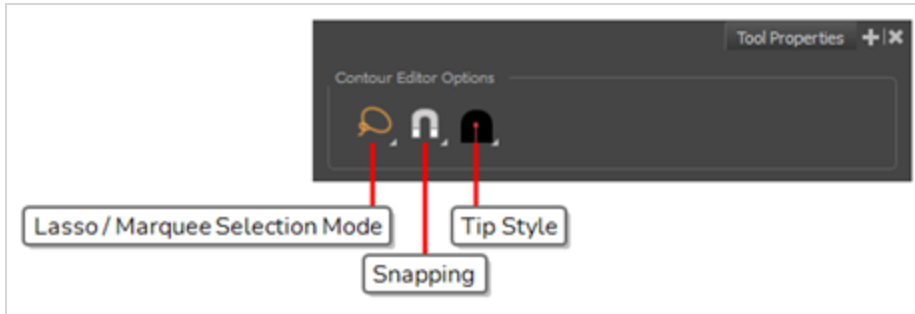 Tool Properties
Contour Editor Options
Lasso / Marquee Selection Mode
Tip Style
Snapping